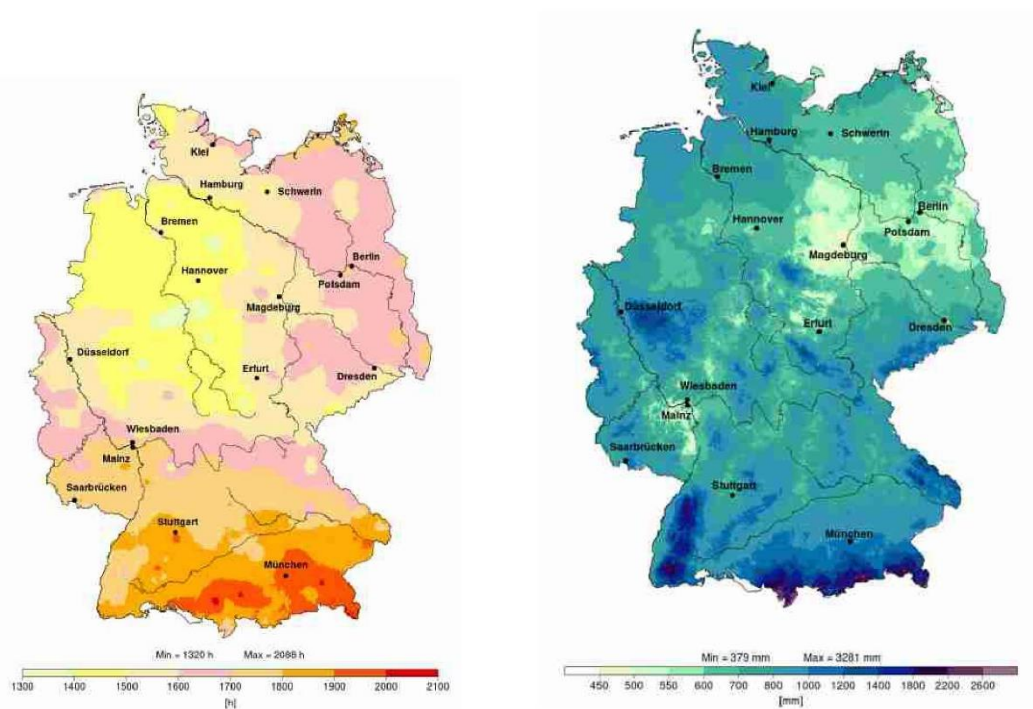 Kiel
Hamburg
Schwerin
Bremen
Berlin
Hannover
Potsdam
Magdeburg
Düsseldorf
Erfurt
Dresden
Wiesbaden
Mainz
Saarbrücken
Stuttgart
München
Min = 1320 h Max = 2088 h
1300 1400 1500 1600 1700 1800 1900 2000 2100
[h]
Kiel
Hamburg
Schwerin
Bremen
Berlin
Hannover
Potsdam
Magdeburg
Düsseldorf
Erfurt
Dresden
Wiesbaden
Mainz
Saarbrücken
Stuttgart
München
Min = 379 mm Max = 3281 mm
450 500 550 600 700 800 1000 1200 1400 1800 2200 2600
[mm]